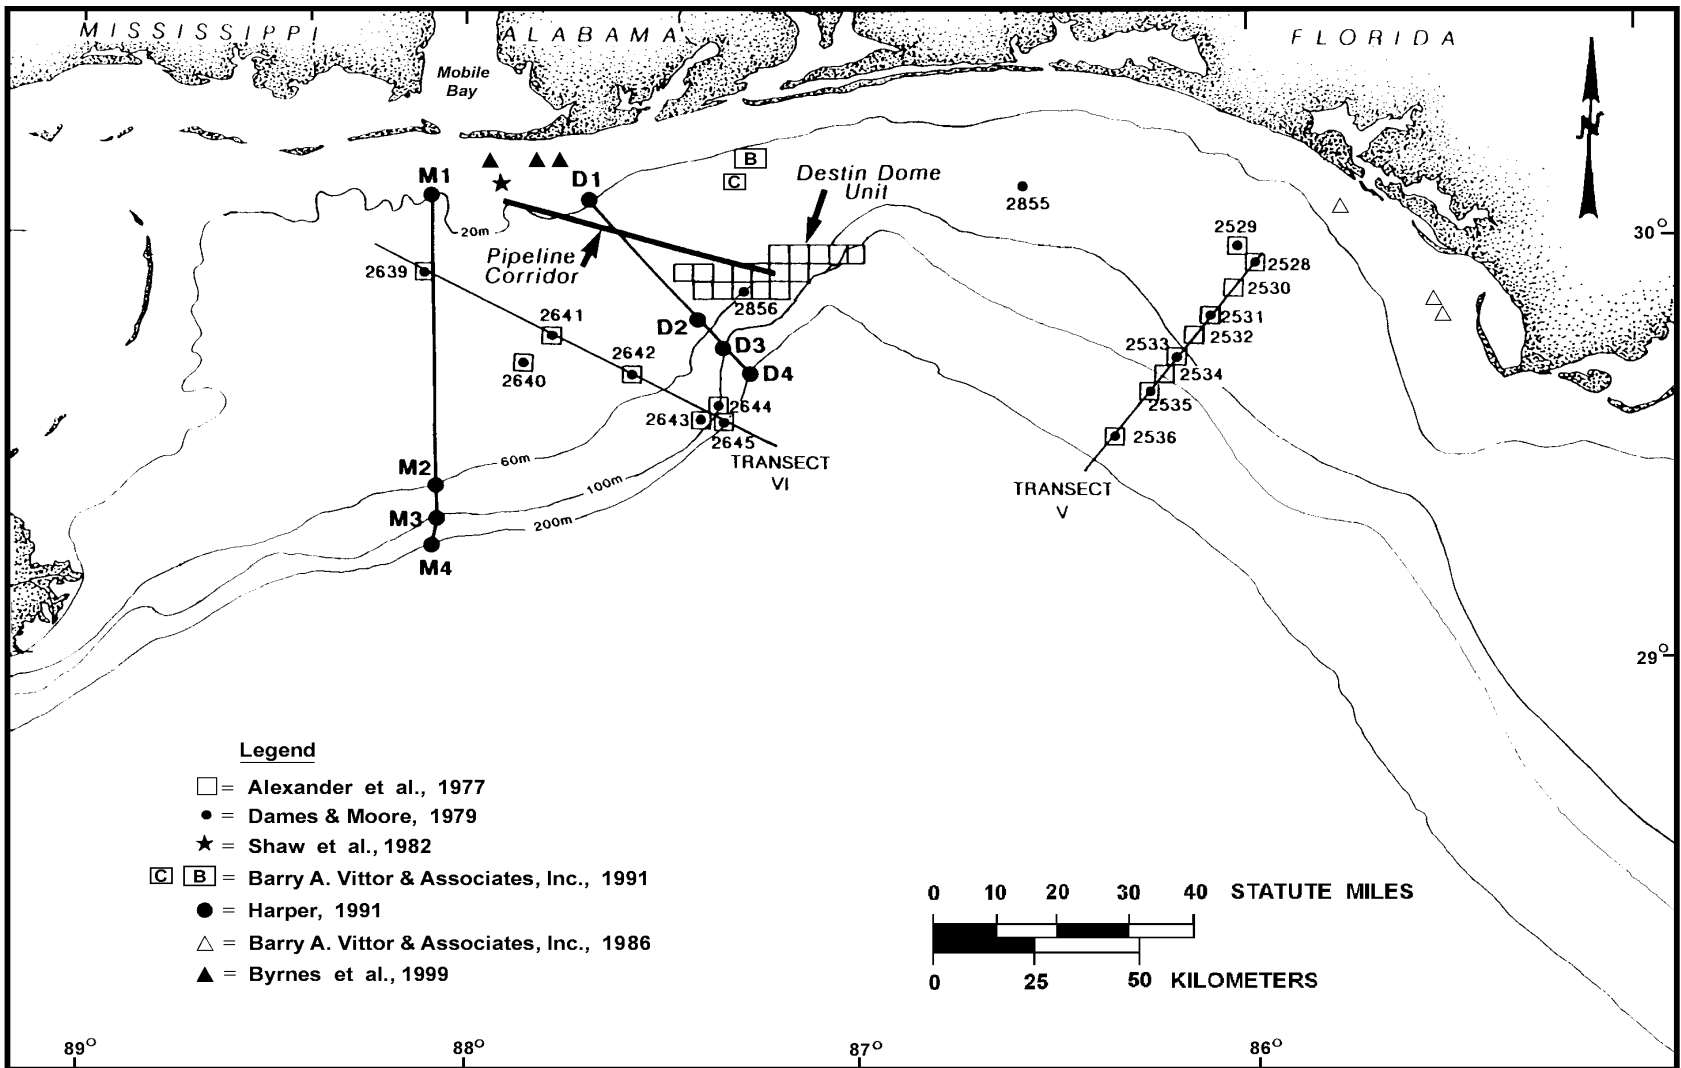 MISSISSIPPI
ALABAMA
FLORIDA
Mobile
Bay
N
M1
D1
B
C
Destin Dome
Unit
2855
20m
Pipeline
Corridor
2529
30°
2528
2639
2530
2856
2641
D2
2531
2532
D3
2533
2642
2640
D4
2534
2644
2535
2643
2645
2536
TRANSECT
VI
60m
M2
100m
TRANSECT
V
M3
200m
M4
29°
Legend
= Alexander et al., 1977
= Dames & Moore, 1979
= Shaw et al., 1982
C B = Barry A. Vittor & Associates, Inc., 1991
= Harper, 1991
= Barry A. Vittor & Associates, Inc., 1986
= Byrnes et al., 1999
0 10 20 30 40 STATUTE MILES
0 25 50 KILOMETERS
89° 88° 87° 86°